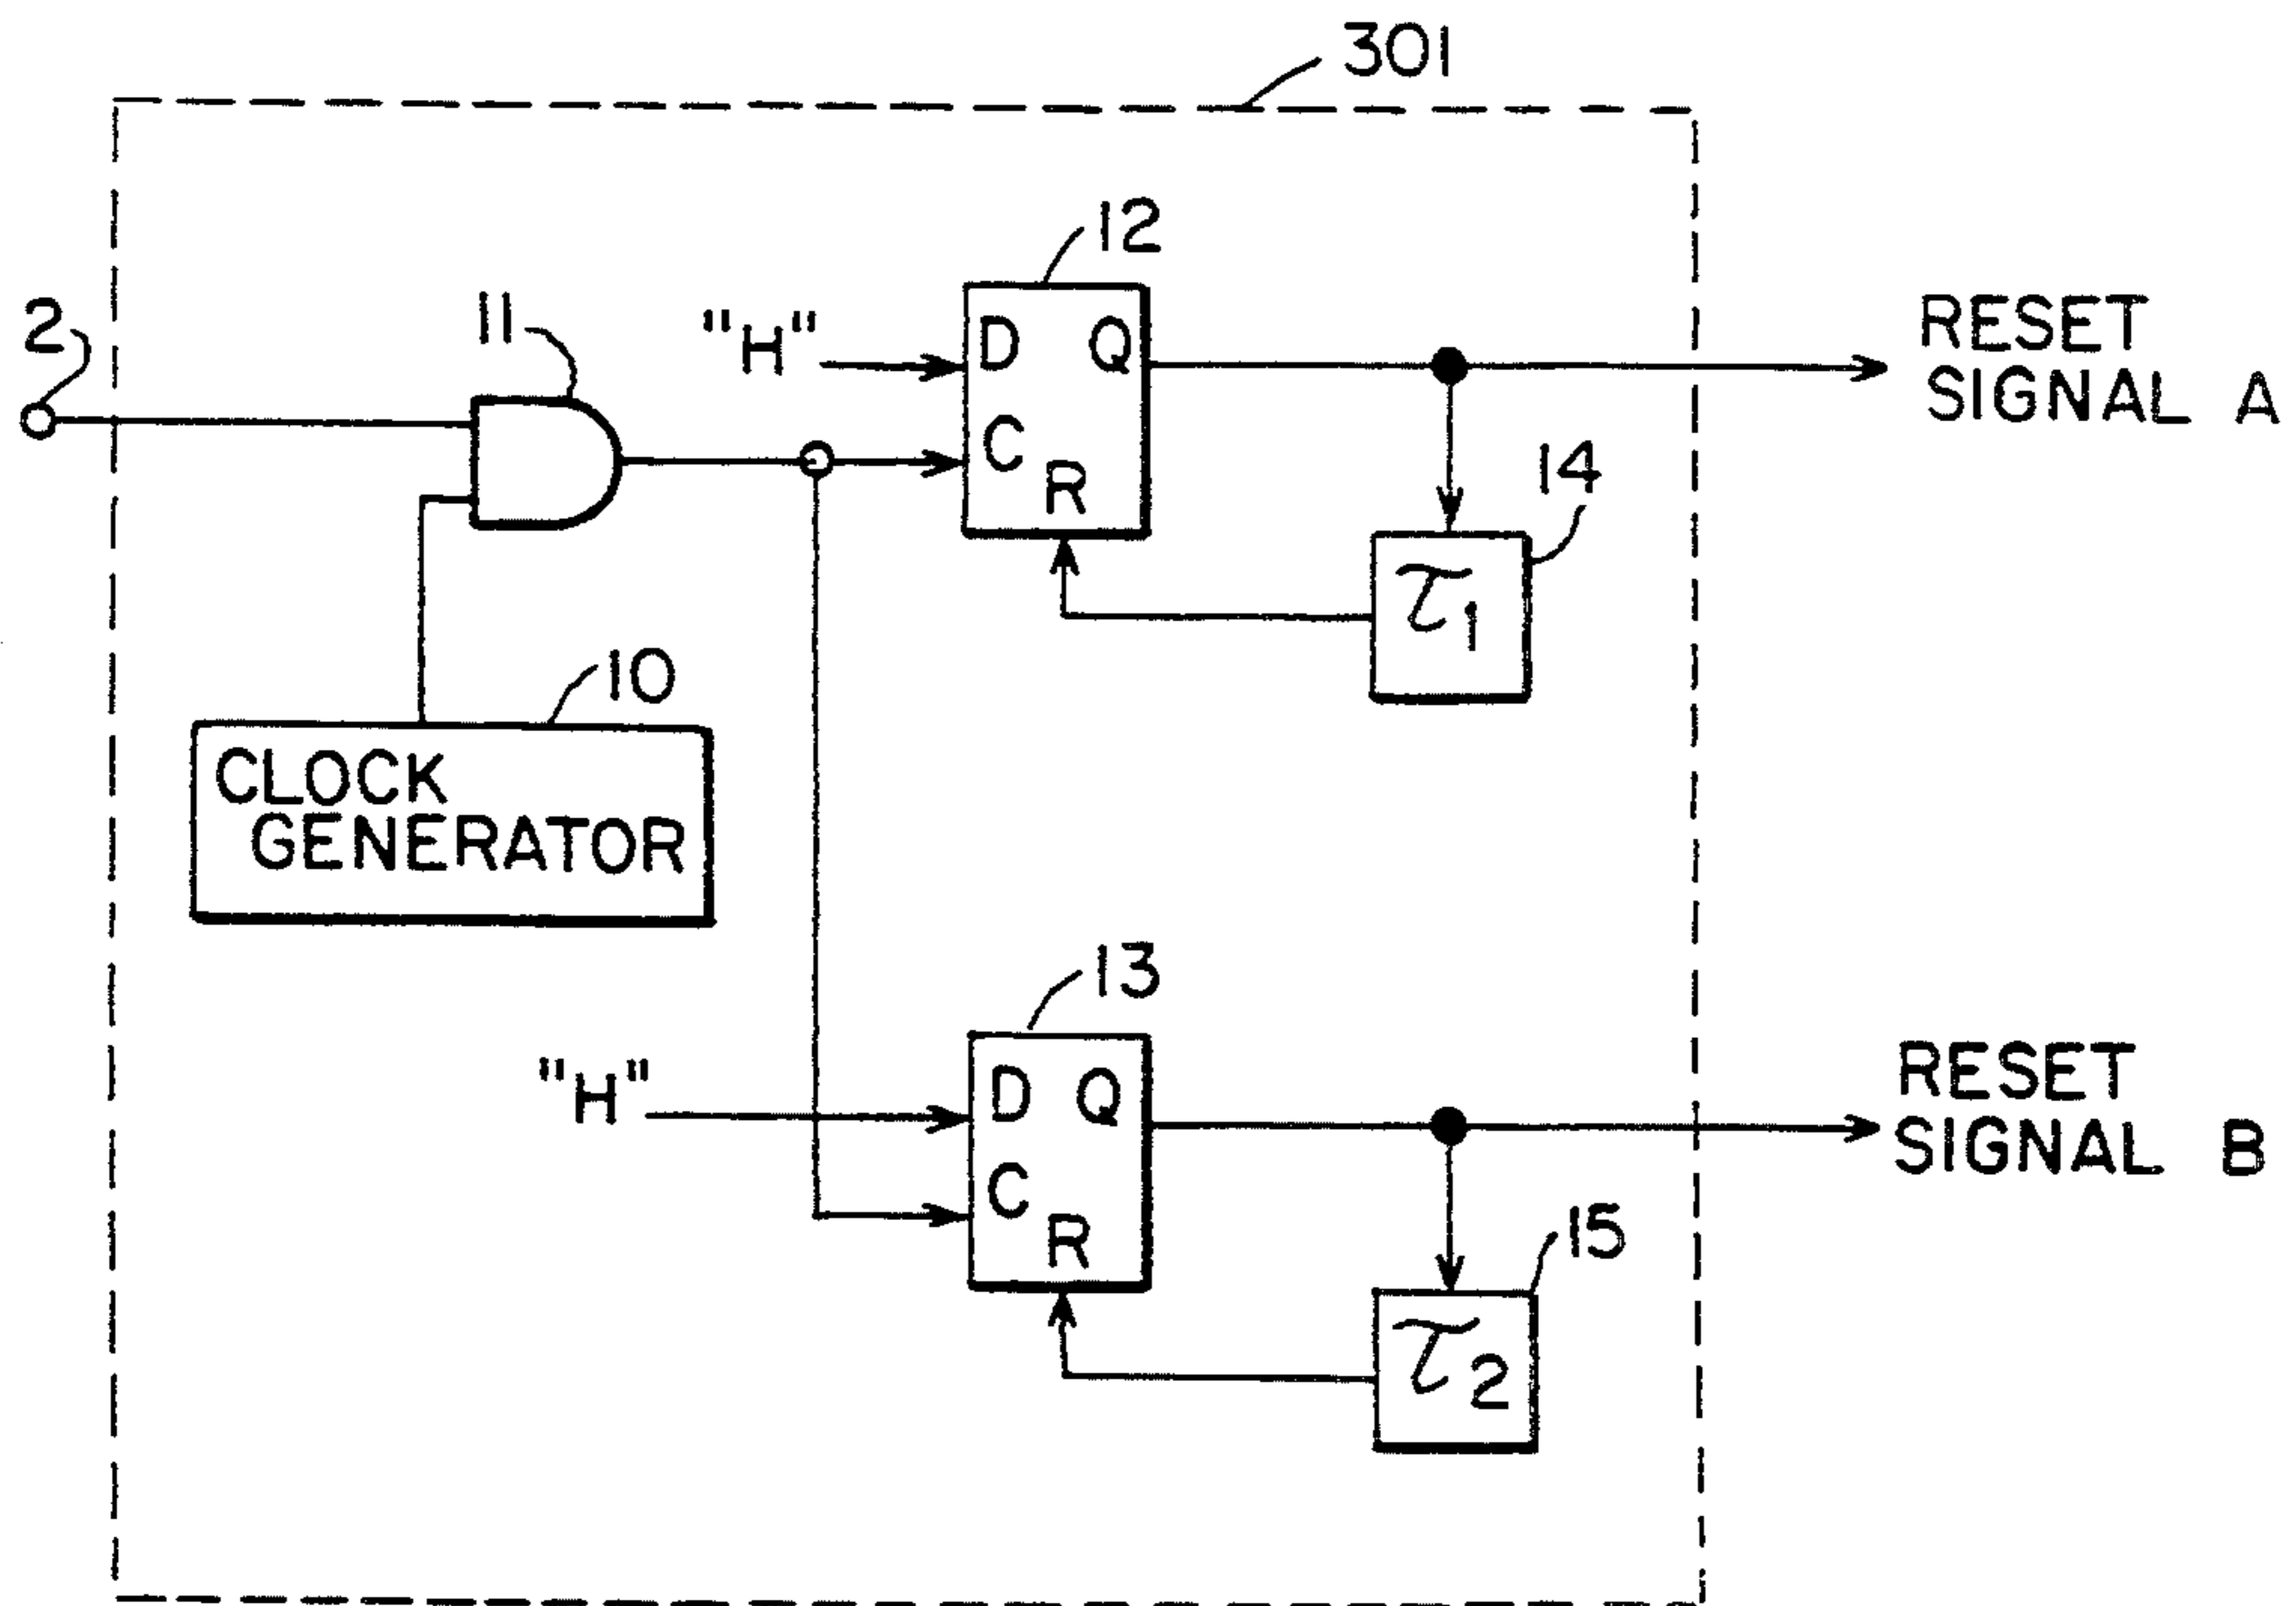 301
12
2
11
"H"
D Q
C
R
RESET
SIGNAL A
14
τ1
10
CLOCK
GENERATOR
13
"H"
D Q
C
R
RESET
SIGNAL B
15
τ2